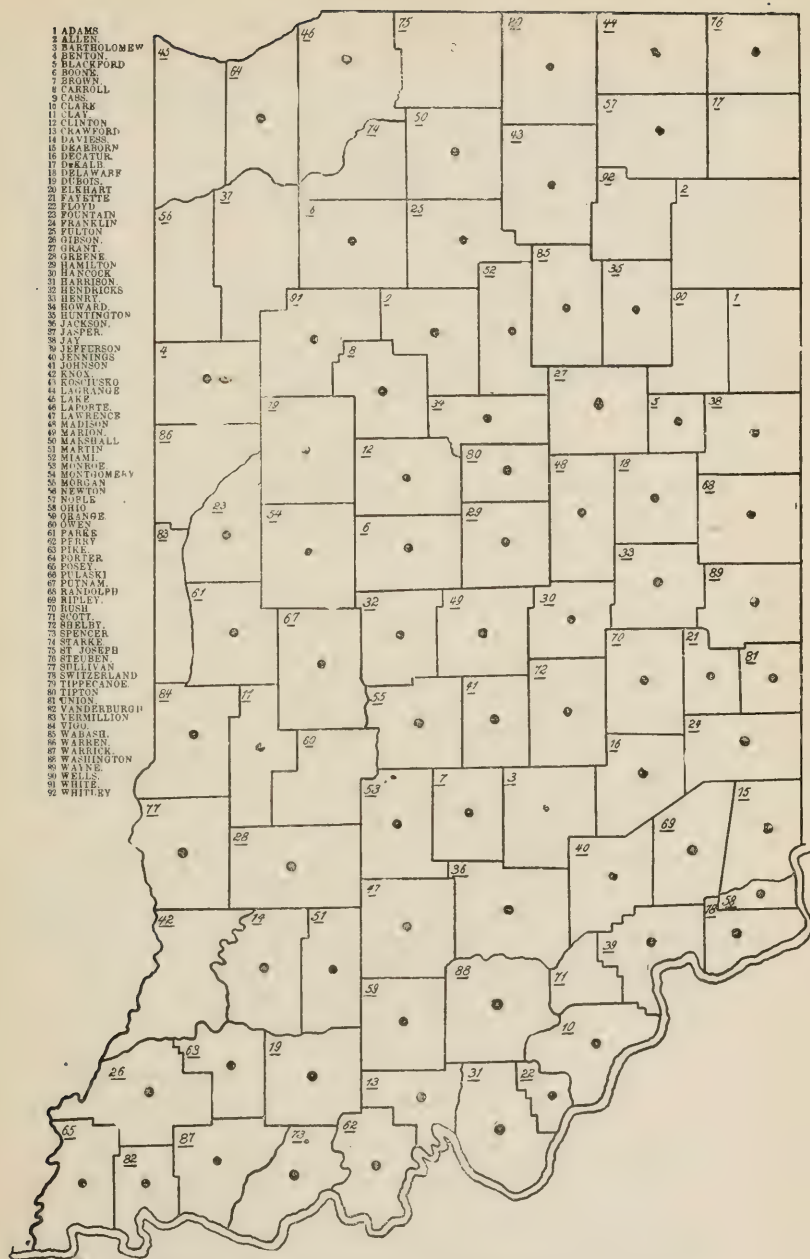 1 ADAMS
2 ALLEN.
3 BARTHOLOMEW
4 BENTON.
5 BLACKFORD
6 BOONE.
7 BROWN.
8 CARROLL
9 CASS.
10 CLARK
11 CLAY.
12 CLINTON
13 CRAWFORD
14 DAVIESS.
15 DEARBORN
16 DECATUR.
17 DeKALB.
18 DELAWARE
19 DUBOIS.
20 ELKHART
21 FAYETTE
22 FLOYD
23 FOUNTAIN
24 FRANKLIN
25 FULTON
26 GIBSON.
27 GRANT.
28 GREENE
29 HAMILTON
30 HANCOCK
31 HARRISON.
32 HENDRICKS
33 HENRY.
34 HOWARD.
35 HUNTINGTON
36 JACKSON.
37 JASPER.
38 JAY
39 JEFFERSON
40 JENNINGS
41 JOHNSON
42 KNOX.
43 KOSCIUSKO
44 LAGRANGE
45 LAKE
46 LAPORTE.
47 LAWRENCE
48 MADISON
49 MARION.
50 MARSHALL
51 MARTIN
52 MIAMI.
53 MONROE
54 MONTGOMERY
55 MORGAN
56 NEWTON
57 NOBLE
58 OHIO
59 ORANGE
60 OWEN
61 PARKE
62 PERRY
63 PIKE.
64 PORTER
65 POSEY.
66 PULASKI
67 PUTNAM.
68 RANDOLPH
69 RIPLEY.
70 RUSH
71 SCOTT.
72 SHELBY.
73 SPENCER
74 STARKE
75 ST JOSEPH
76 STEUBEN.
77 SULLIVAN
78 SWITZERLAND
79 TIPPECANOE.
80 TIPTON
81 UNION.
82 VANDERBURGH
83 VERMILLION
84 VIGO.
85 WABASH.
86 WARREN.
87 WARRICK.
88 WASHINGTON
89 WAYNE.
90 WELLS.
91 WHITE.
92 WHITLEY
45
64
46
75
20
44
76
74
50
43
57
17
56
37
6
25
92
2
91
9
52
85
35
90
1
4
8
27
5
38
19
34
86
23
12
80
48
18
68
54
6
29
83
61
67
32
49
30
33
89
84
11
55
41
72
70
21
81
60
16
24
77
28
53
7
3
40
69
15
42
14
51
47
36
39
78
58
59
88
71
10
26
63
19
13
31
22
65
82
87
73
62